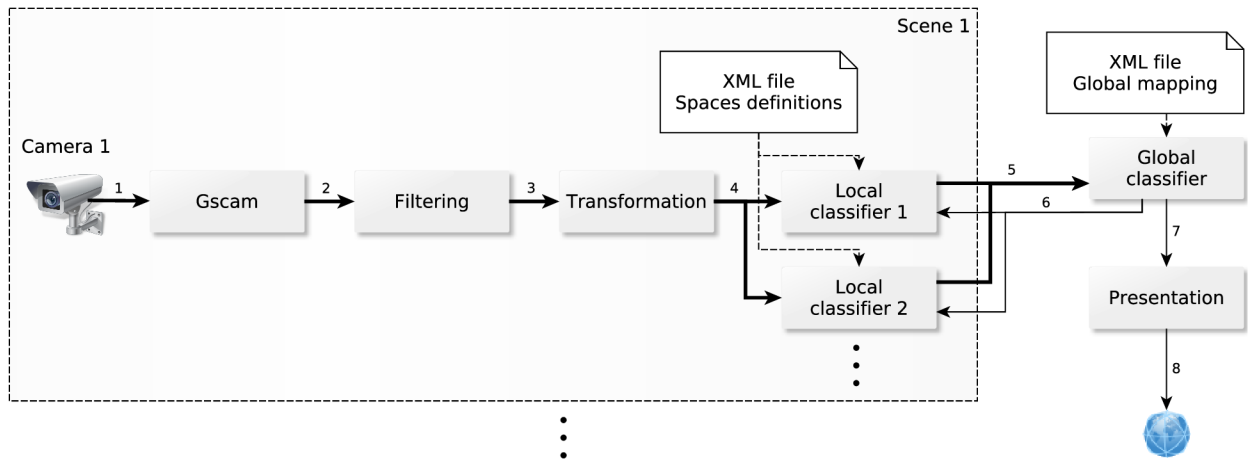 Scene 1
XML file
Spaces definitions
XML file
Global mapping
Camera 1
1
Gscam
2
Filtering
3
Transformation
4
Local
classifier 1
5
6
Global
classifier
7
Local
classifier 2
Presentation
8